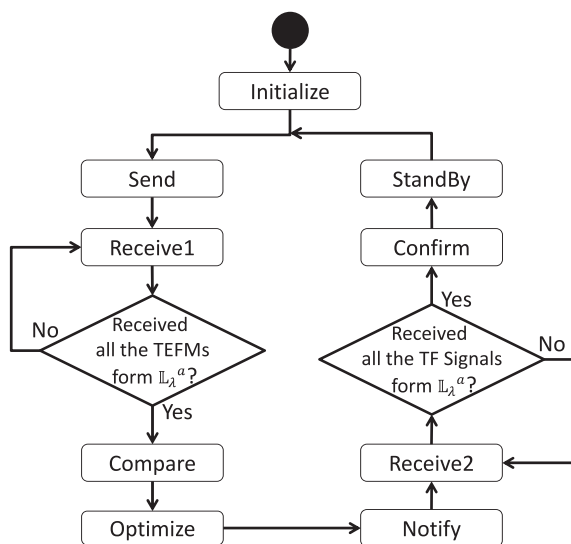 Initialize
Send
Receive1
No
Received
all the TEFMs
form 𝕃λᵃ?
Yes
Compare
Optimize
StandBy
Confirm
Yes
Received
all the TF Signals
form 𝕃λᵃ?
No
Receive2
Notify